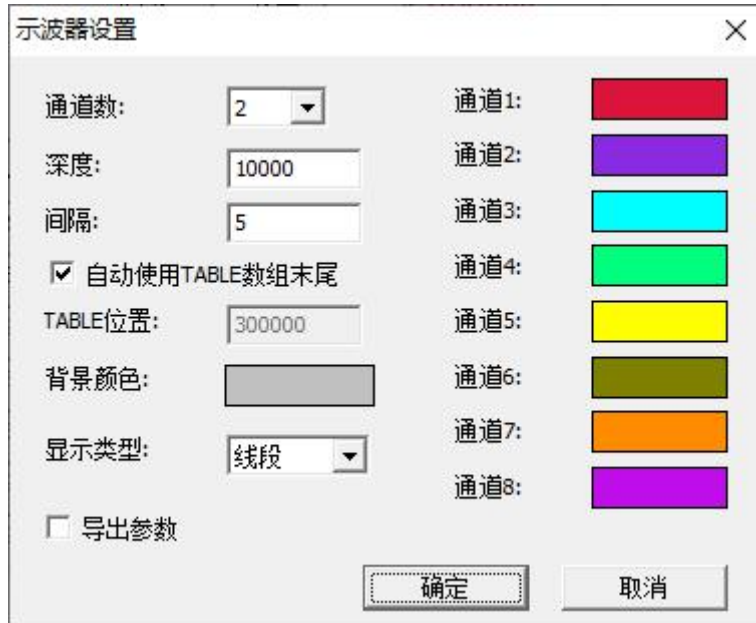 示波器设置
通道数:
2
深度:
10000
间隔:
5
自动使用TABLE数组末尾
TABLE位置:
300000
背景颜色:
显示类型:
线段
导出参数
通道1:
通道2:
通道3:
通道4:
通道5:
通道6:
通道7:
通道8:
确定
取消